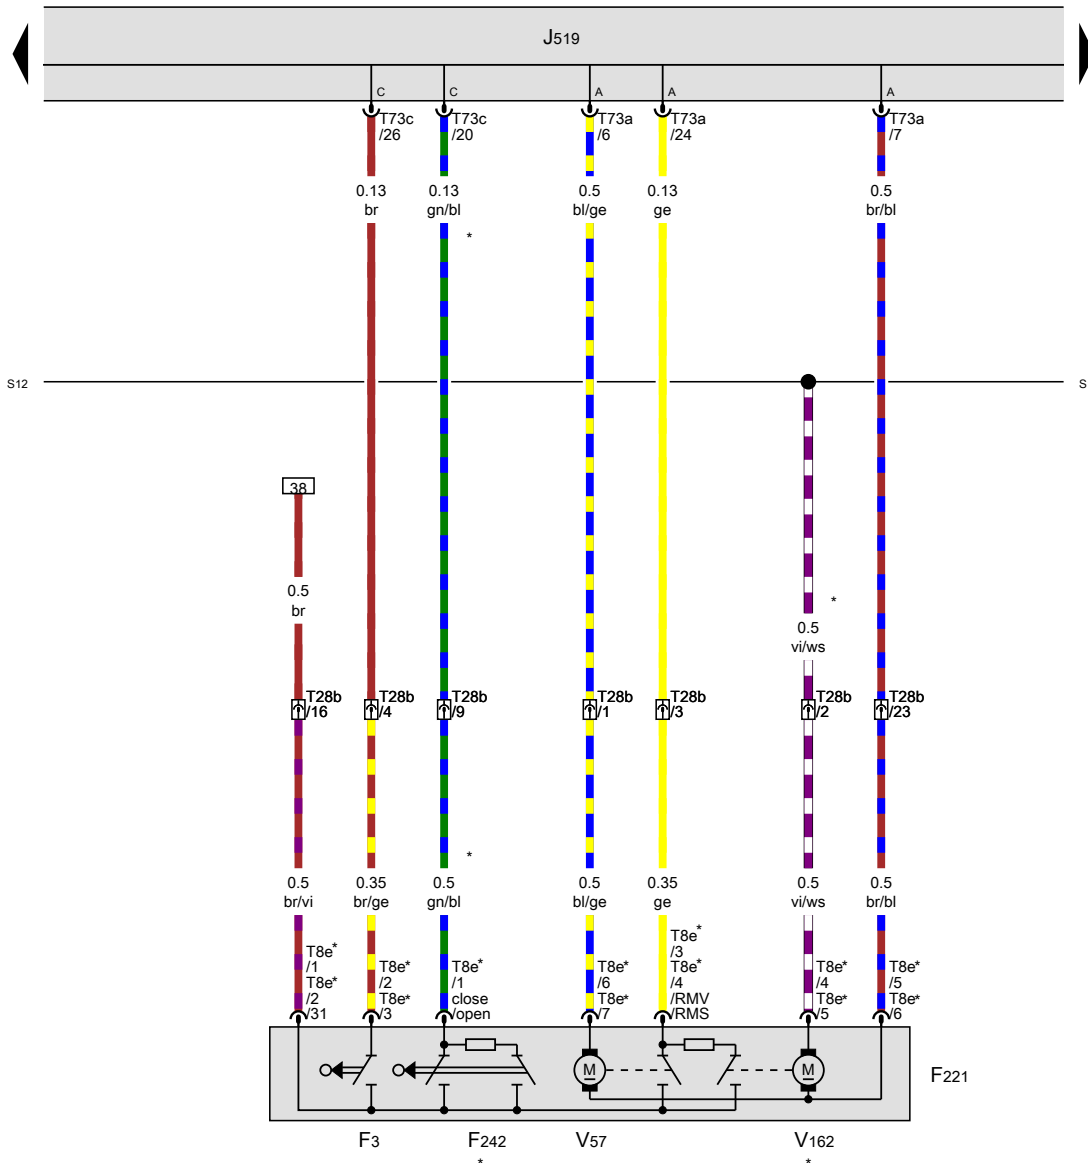 J519
C
C
A
A
A
T73c
/26
T73c
/20
T73a
/6
T73a
/24
T73a
/7
0.13
br
0.13
gn/bl
0.5
bl/ge
0.13
ge
0.5
br/bl
*
S12
S
38
0.5
br
*
0.5
vi/ws
T28b
/16
T28b
/4
T28b
/9
T28b
/1
T28b
/3
T28b
/2
T28b
/23
*
0.5
br/vi
0.35
br/ge
0.5
gn/bl
0.5
bl/ge
0.35
ge
0.5
vi/ws
0.5
br/bl
T8e*
/1
T8e*
/2
/31
T8e*
/2
T8e*
/3
T8e*
/1
close
/open
T8e*
/6
T8e*
/7
T8e*
/3
T8e*
/4
/RMV
/RMS
T8e*
/4
T8e*
/5
T8e*
/5
T8e*
/6
M
M
F221
F3
F242
*
V57
V162
*